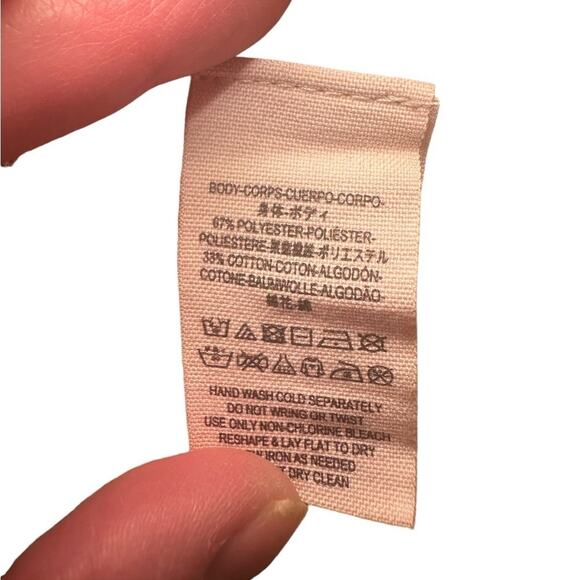 BODY-CORPS-CUERPO-CORPO-
身体-ボディ
67% POLYESTER-POLIÉSTER-
POLIESTERE-聚酯纖維-ポリエステル
33% COTTON-COTON-ALGODÓN-
COTONE-BAUMWOLLE-ALGODÃO-
棉花-綿
HAND WASH COLD SEPARATELY
DO NOT WRING OR TWIST
USE ONLY NON-CHLORINE BLEACH
RESHAPE & LAY FLAT TO DRY
IRON AS NEEDED
DRY CLEAN